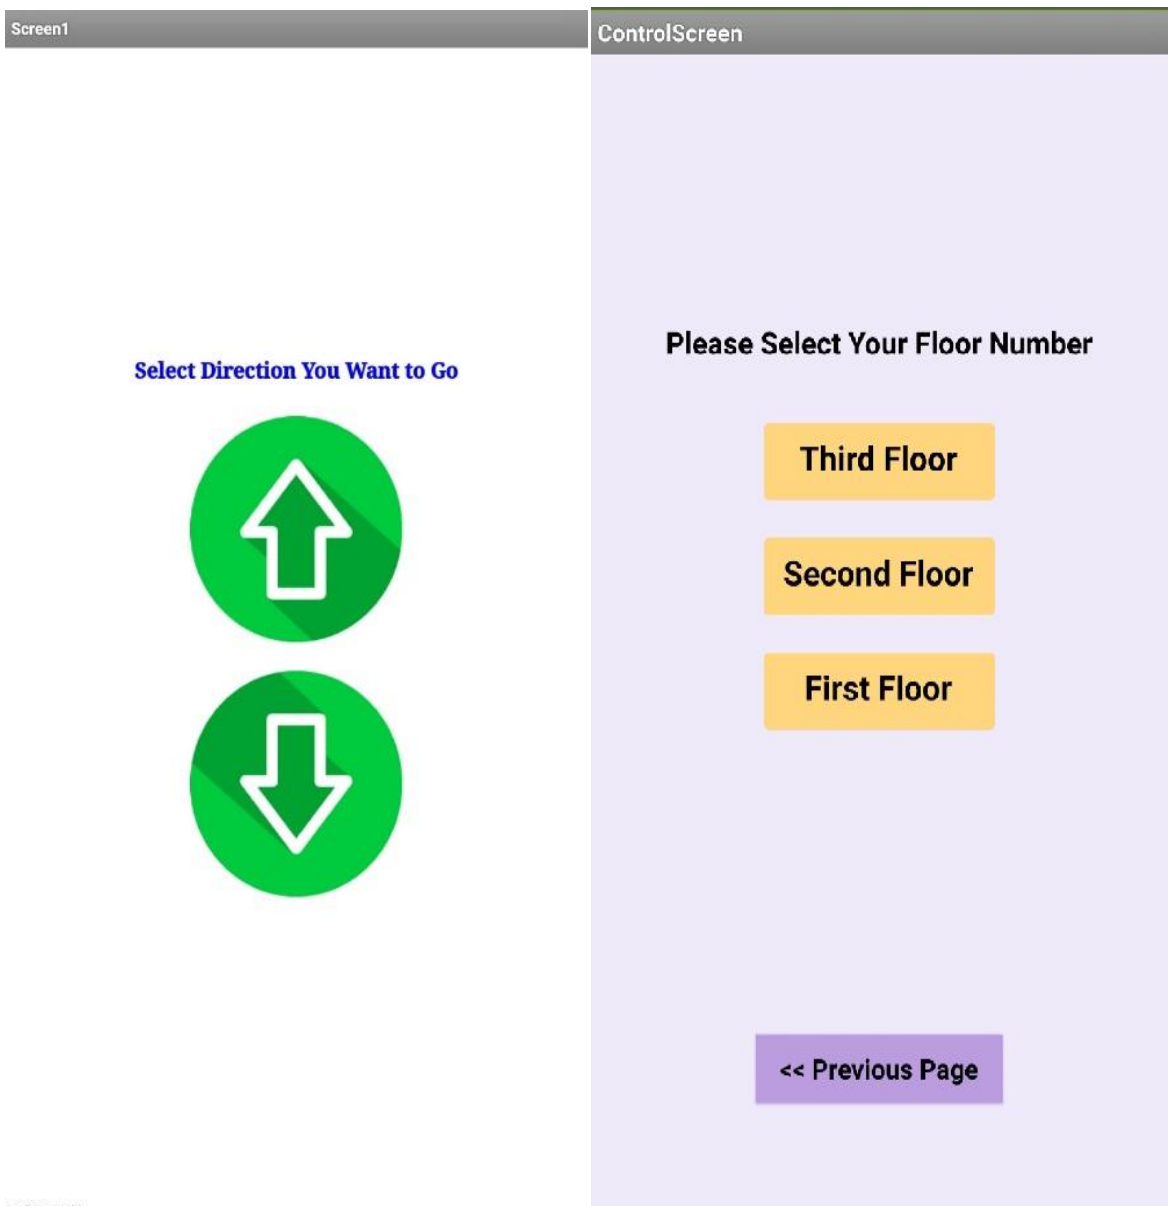 Screen1
Select Direction You Want to Go
ControlScreen
Please Select Your Floor Number
Third Floor
Second Floor
First Floor
<< Previous Page